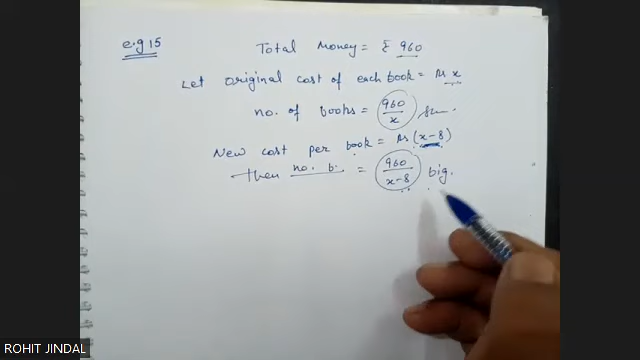 e.g 15
Total Money = ₹ 960
Let original cost of each book = Rs x
no. of books = 960/x
New cost per book = Rs (x-8)
Then no. b. = 960/x-8 big.
ROHIT JINDAL